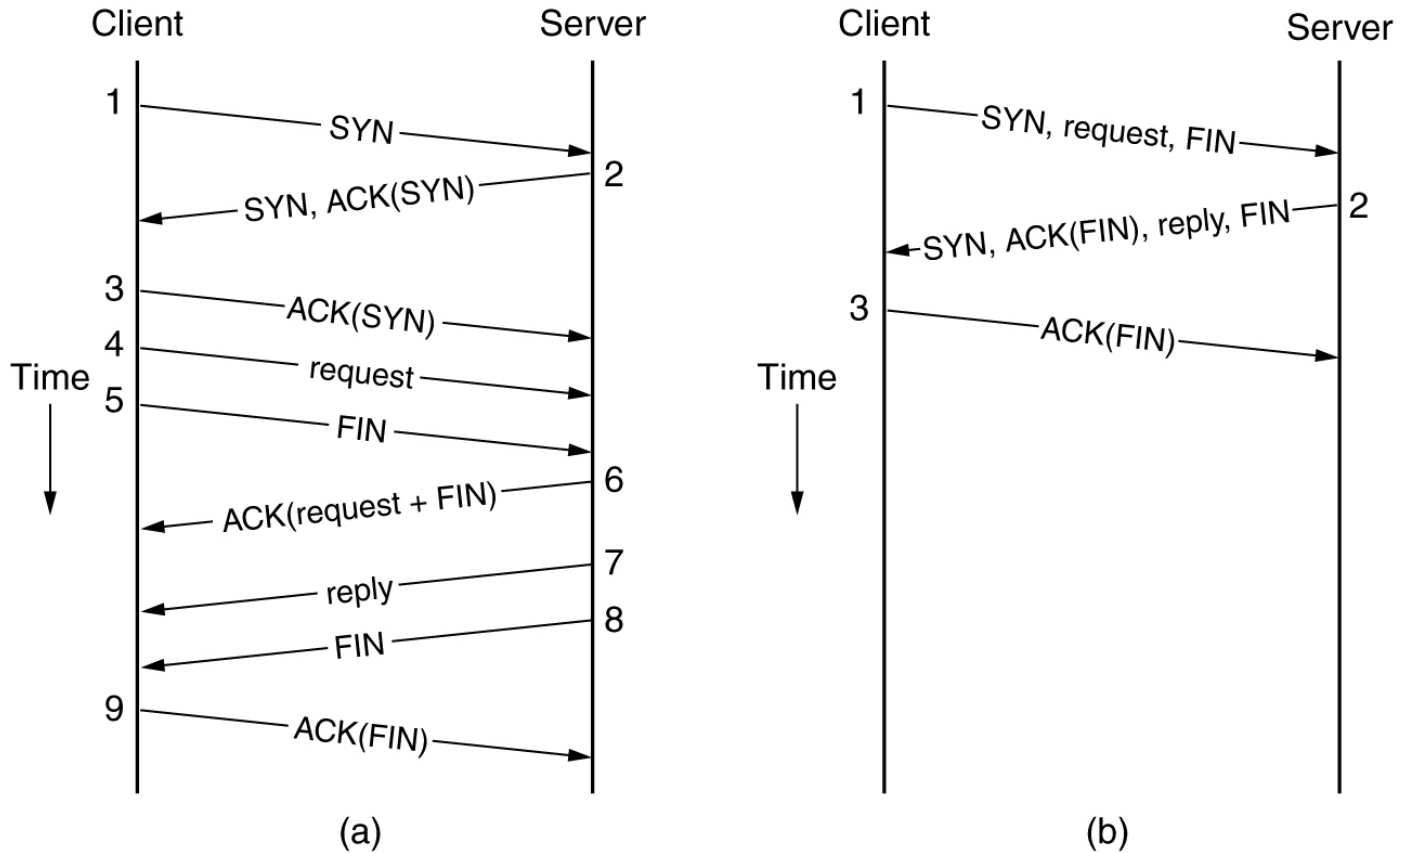 Client
Server
1
SYN
2
SYN, ACK(SYN)
3
ACK(SYN)
4
request
Time
5
FIN
6
ACK(request + FIN)
7
reply
8
FIN
9
ACK(FIN)
(a)
Client
Server
1
SYN, request, FIN
2
SYN, ACK(FIN), reply, FIN
3
ACK(FIN)
Time
(b)